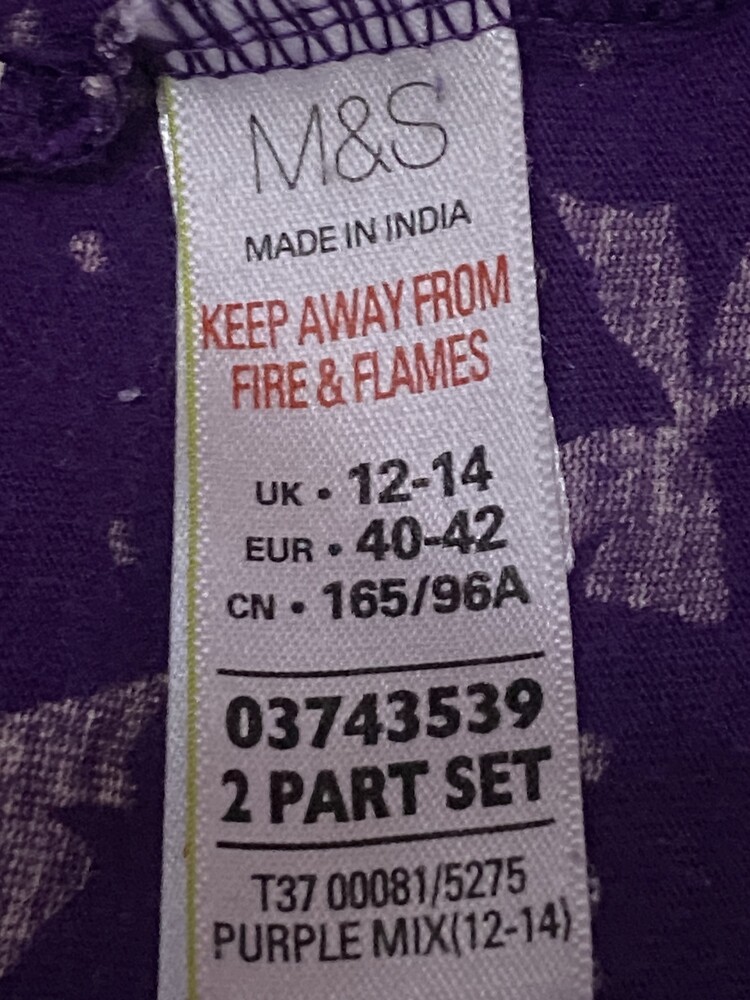 M&S
MADE IN INDIA
KEEP AWAY FROM
FIRE & FLAMES
UK • 12-14
EUR • 40-42
CN • 165/96A
03743539
2 PART SET
T37 00081/5275
PURPLE MIX(12-14)